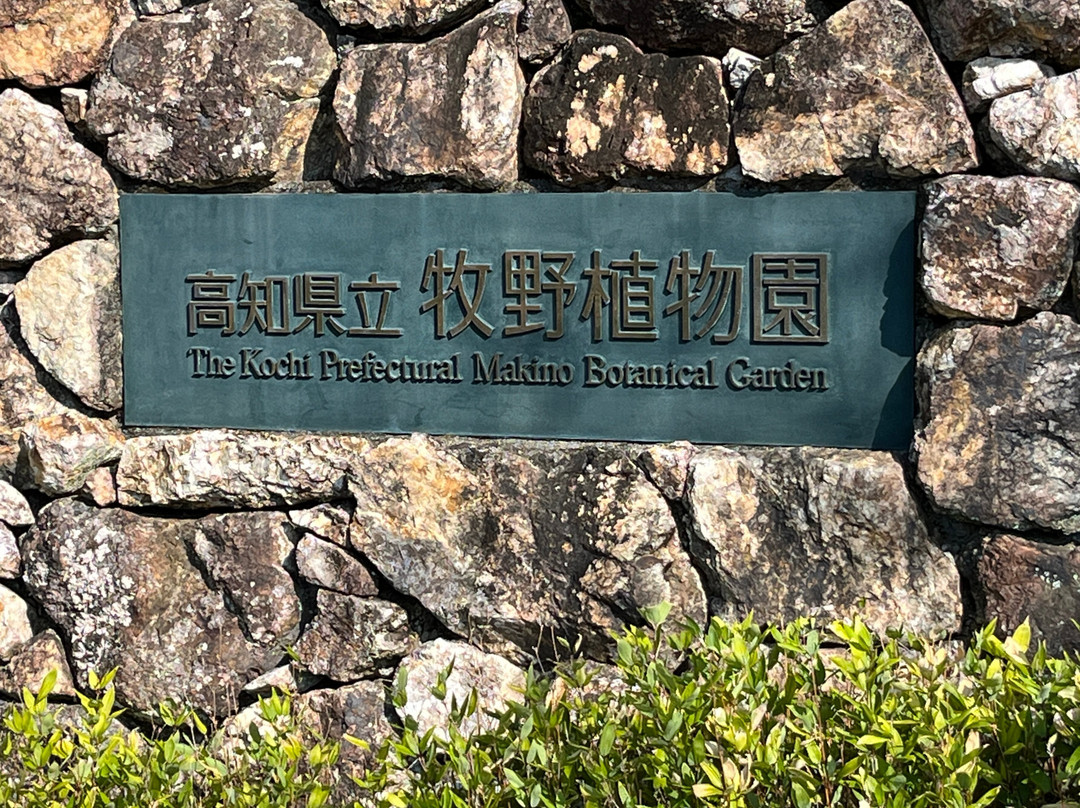 高知県立 牧野植物園
The Kochi Prefectural Makino Botanical Garden